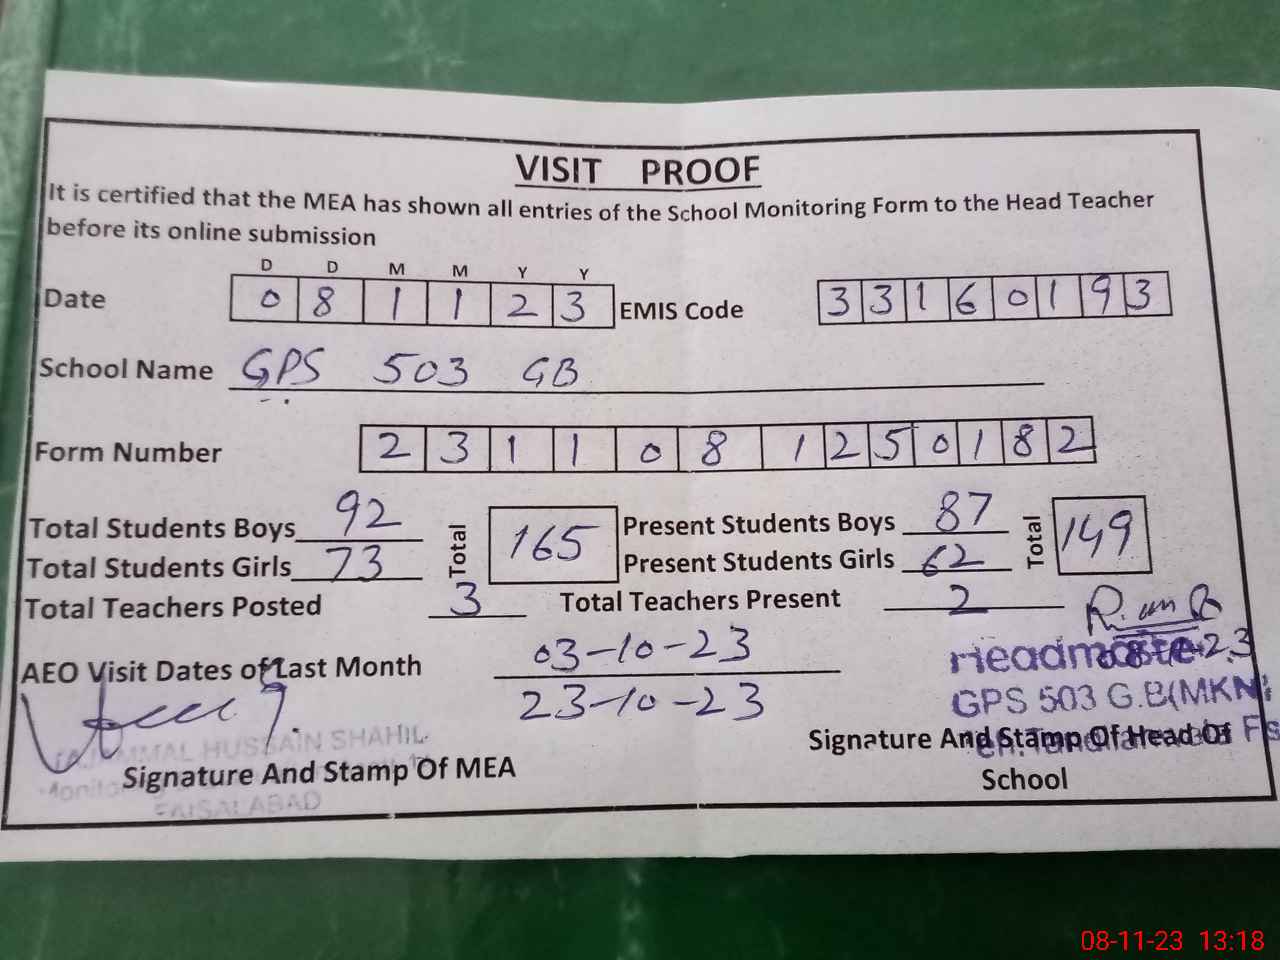 VISIT PROOF
It is certified that the MEA has shown all entries of the School Monitoring Form to the Head Teacher
before its online submission
D D M M Y Y
Date 0 8 1 1 2 3 EMIS Code 3 3 1 6 0 1 9 3
School Name GPS 503 GB
Form Number 2 3 1 1 0 8 1 2 5 0 1 8 2
Total Students Boys 92 Total 165 Present Students Boys 87 Total 149
Total Students Girls 73 Present Students Girls 62
Total Teachers Posted 3 Total Teachers Present 2
AEO Visit Dates of Last Month 03-10-23
23-10-23
Headmaster
GPS 503 G.B(MKN)
HUSSAIN SHAHIL
Signature And Stamp Of MEA
FAISALABAD
Signature And Stamp Of Head Of
School
08-11-23 13:18